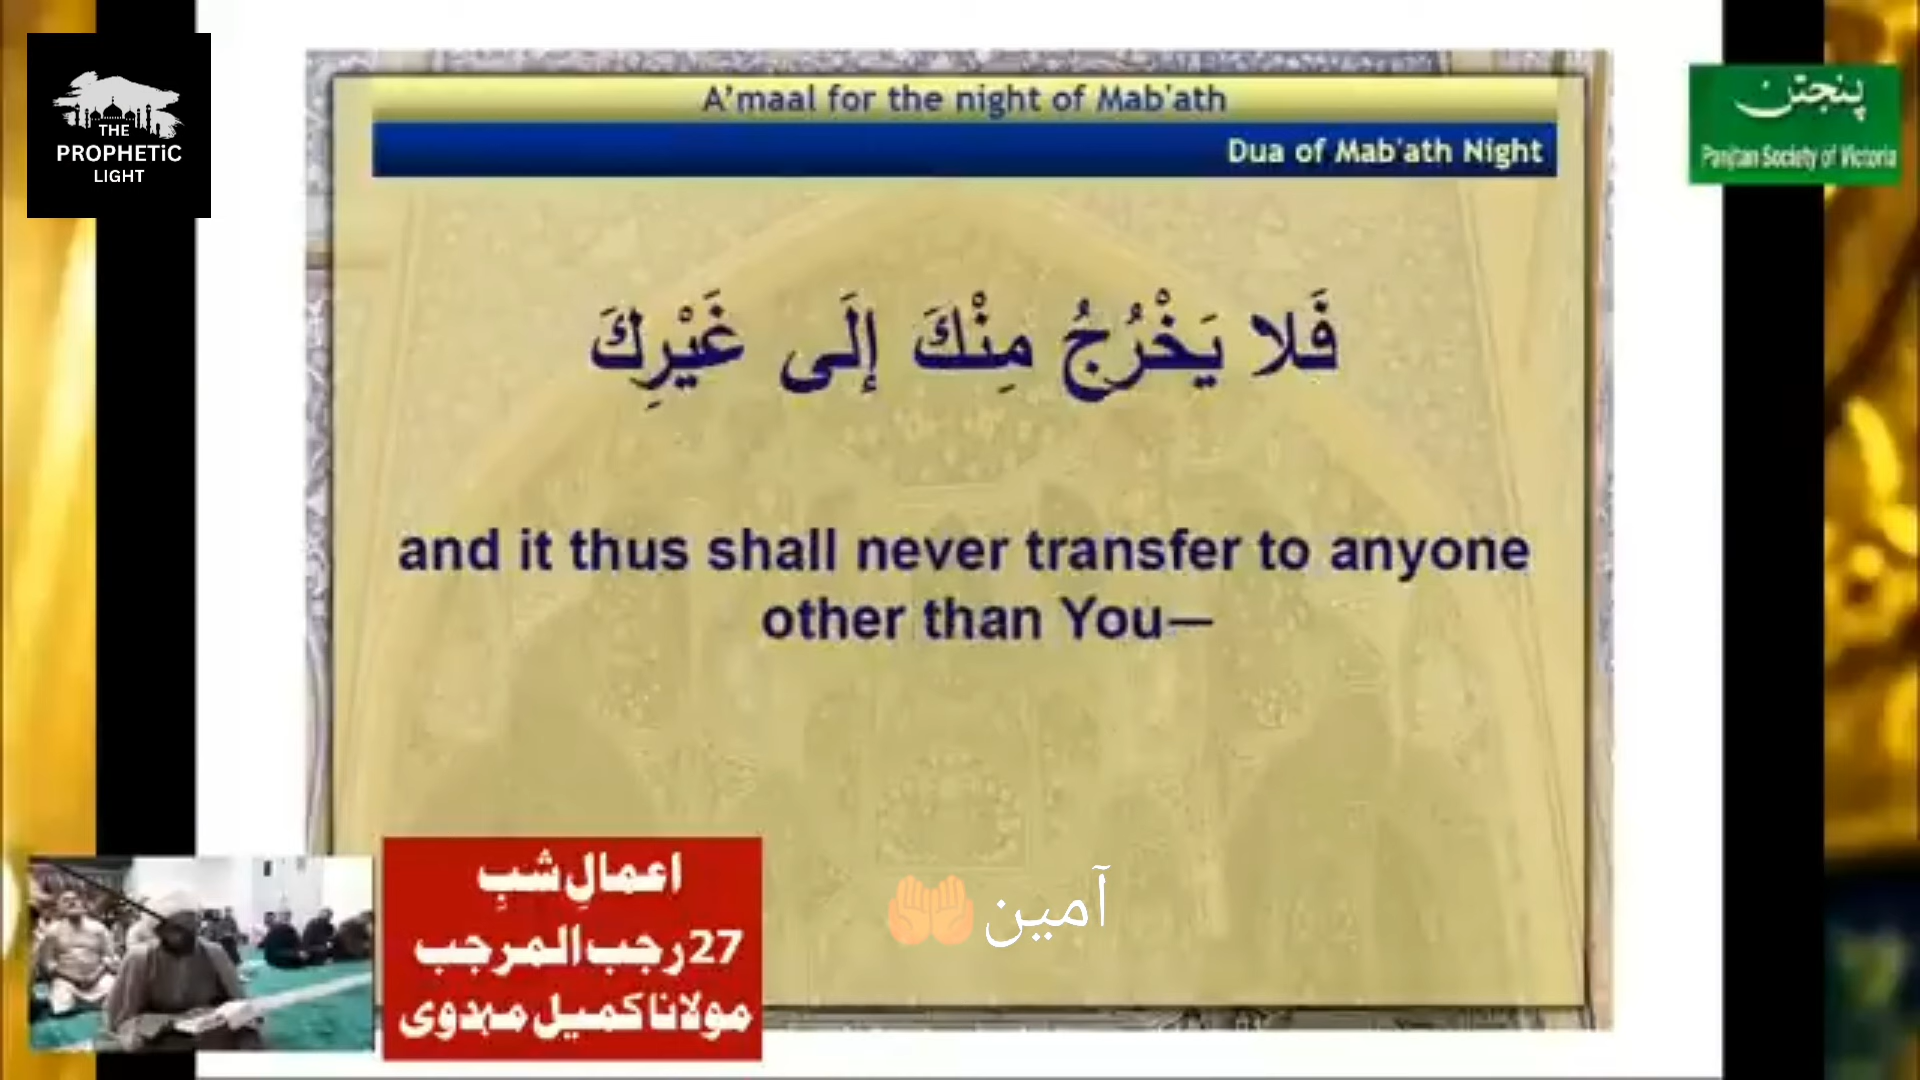 THE
PROPHETiC
LIGHT
A'maal for the night of Mab'ath
Dua of Mab'ath Night
پنجتن
Panjtan Society of Victoria
فَلا يَخْرُجُ مِنْكَ إِلَى غَيْرِكَ
and it thus shall never transfer to anyone
other than You—
اعمالِ شبِ
27 رجب المرجب
مولانا کمیل مہدوی
آمین🤲